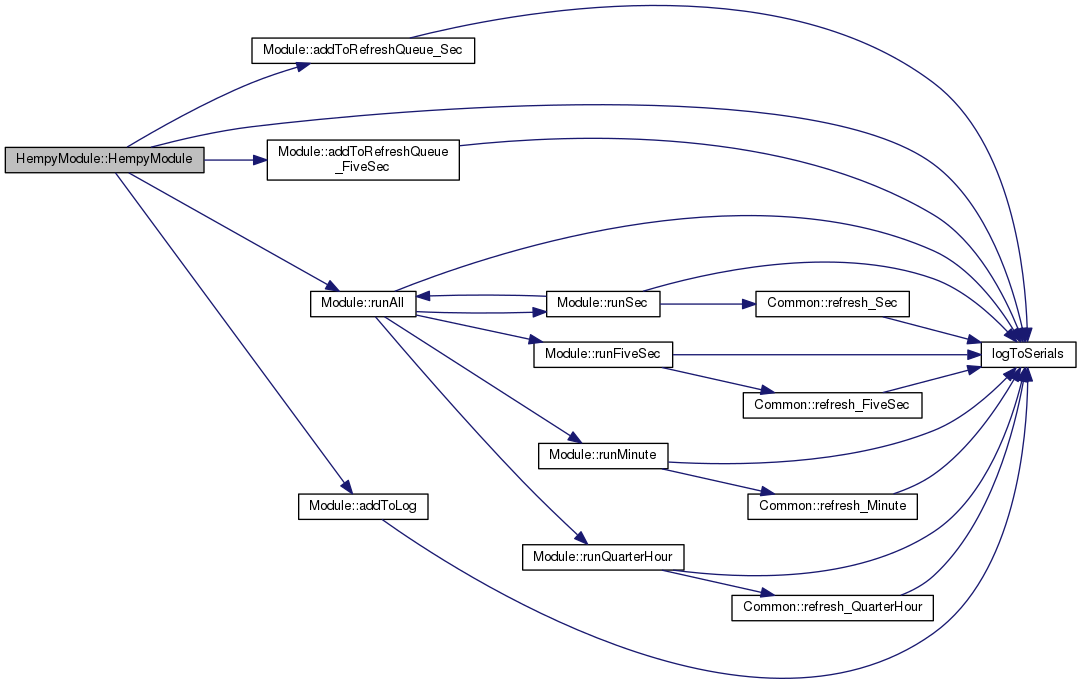 Module::addToRefreshQueue_Sec
HempyModule::HempyModule
Module::addToRefreshQueue
_FiveSec
Module::runAll
Module::runSec
Common::refresh_Sec
logToSerials
Module::runFiveSec
Common::refresh_FiveSec
Module::runMinute
Common::refresh_Minute
Module::addToLog
Module::runQuarterHour
Common::refresh_QuarterHour